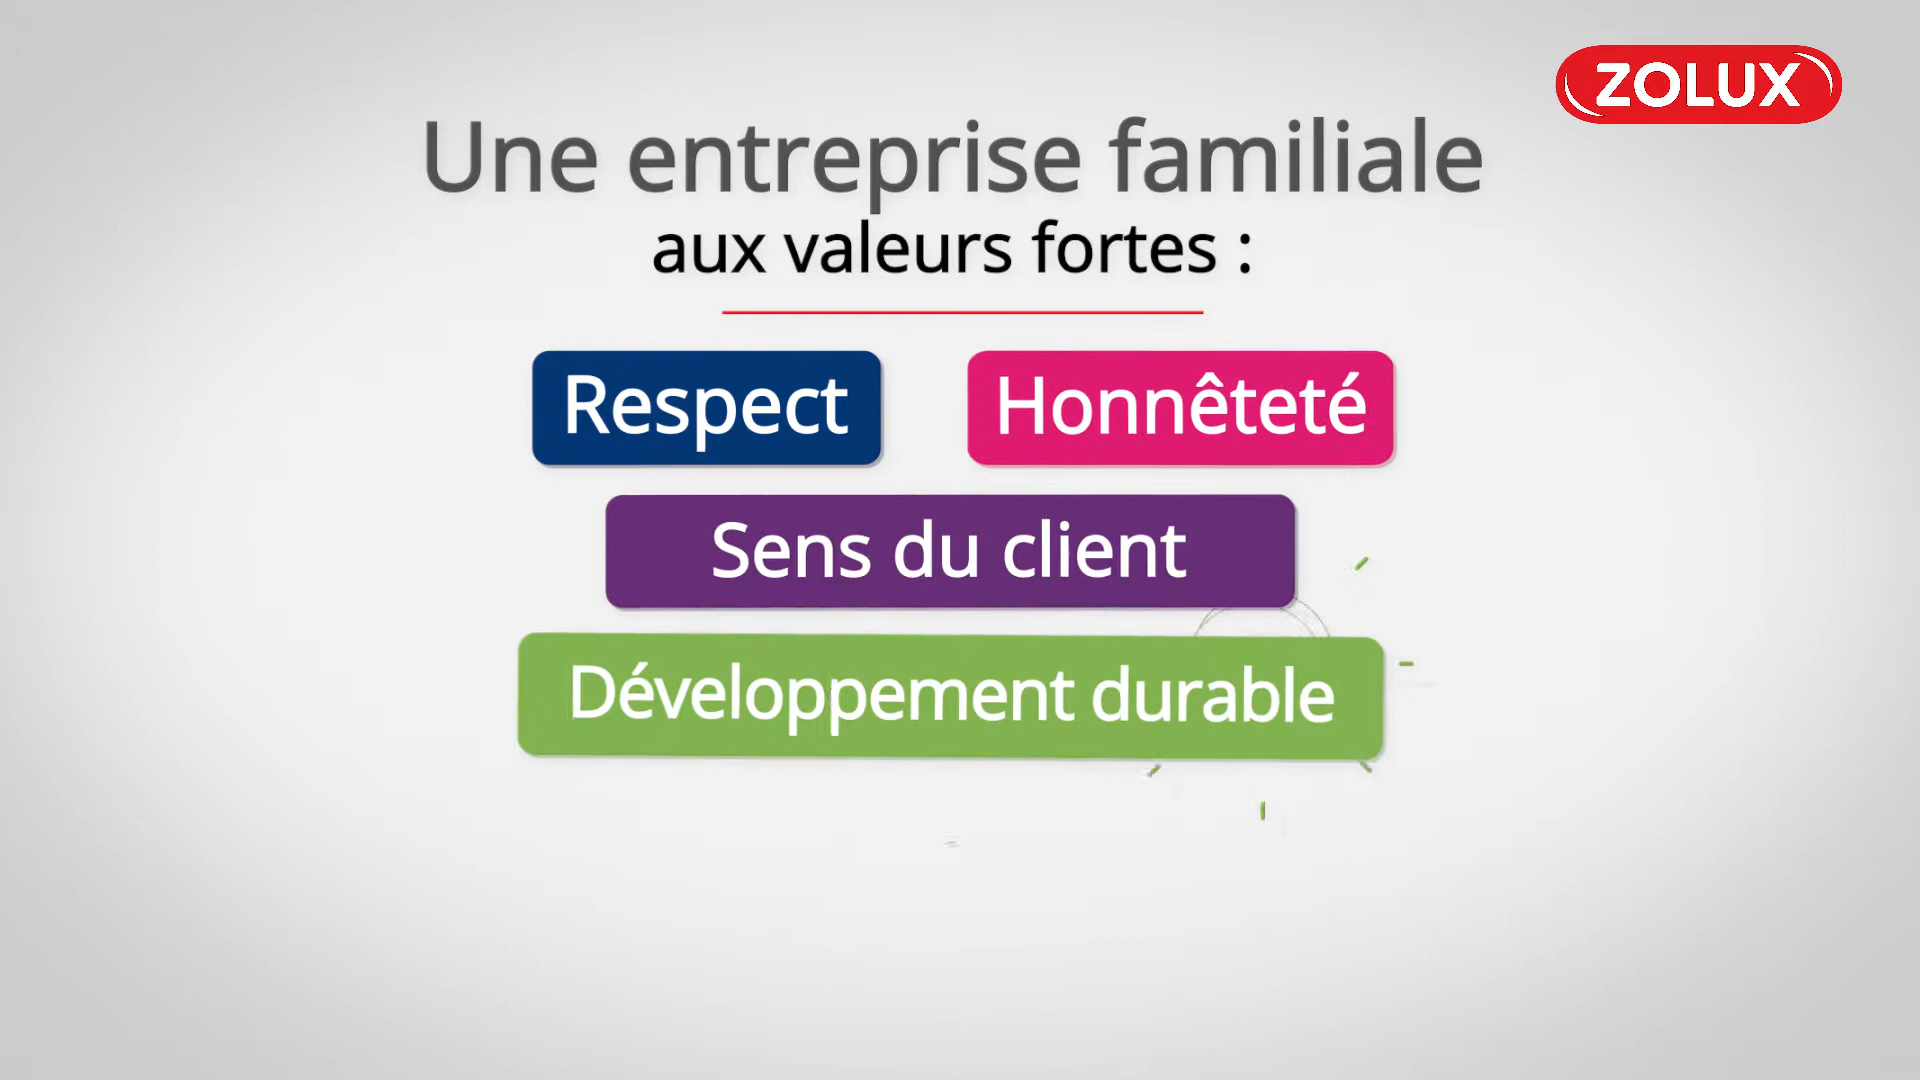 ZOLUX
Une entreprise familiale
aux valeurs fortes :
Respect
Honnêteté
Sens du client
Développement durable